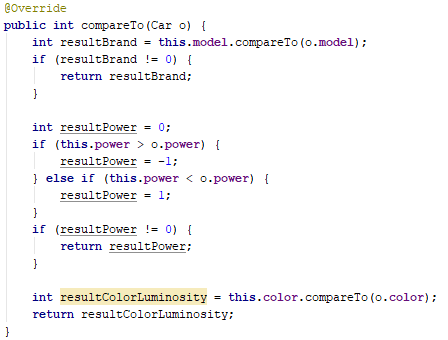 @Override
public int compareTo(Car o) {
    int resultBrand = this.model.compareTo(o.model);
    if (resultBrand != 0) {
        return resultBrand;
    }

    int resultPower = 0;
    if (this.power > o.power) {
        resultPower = -1;
    } else if (this.power < o.power) {
        resultPower = 1;
    }
    if (resultPower != 0) {
        return resultPower;
    }

    int resultColorLuminosity = this.color.compareTo(o.color);
    return resultColorLuminosity;
}